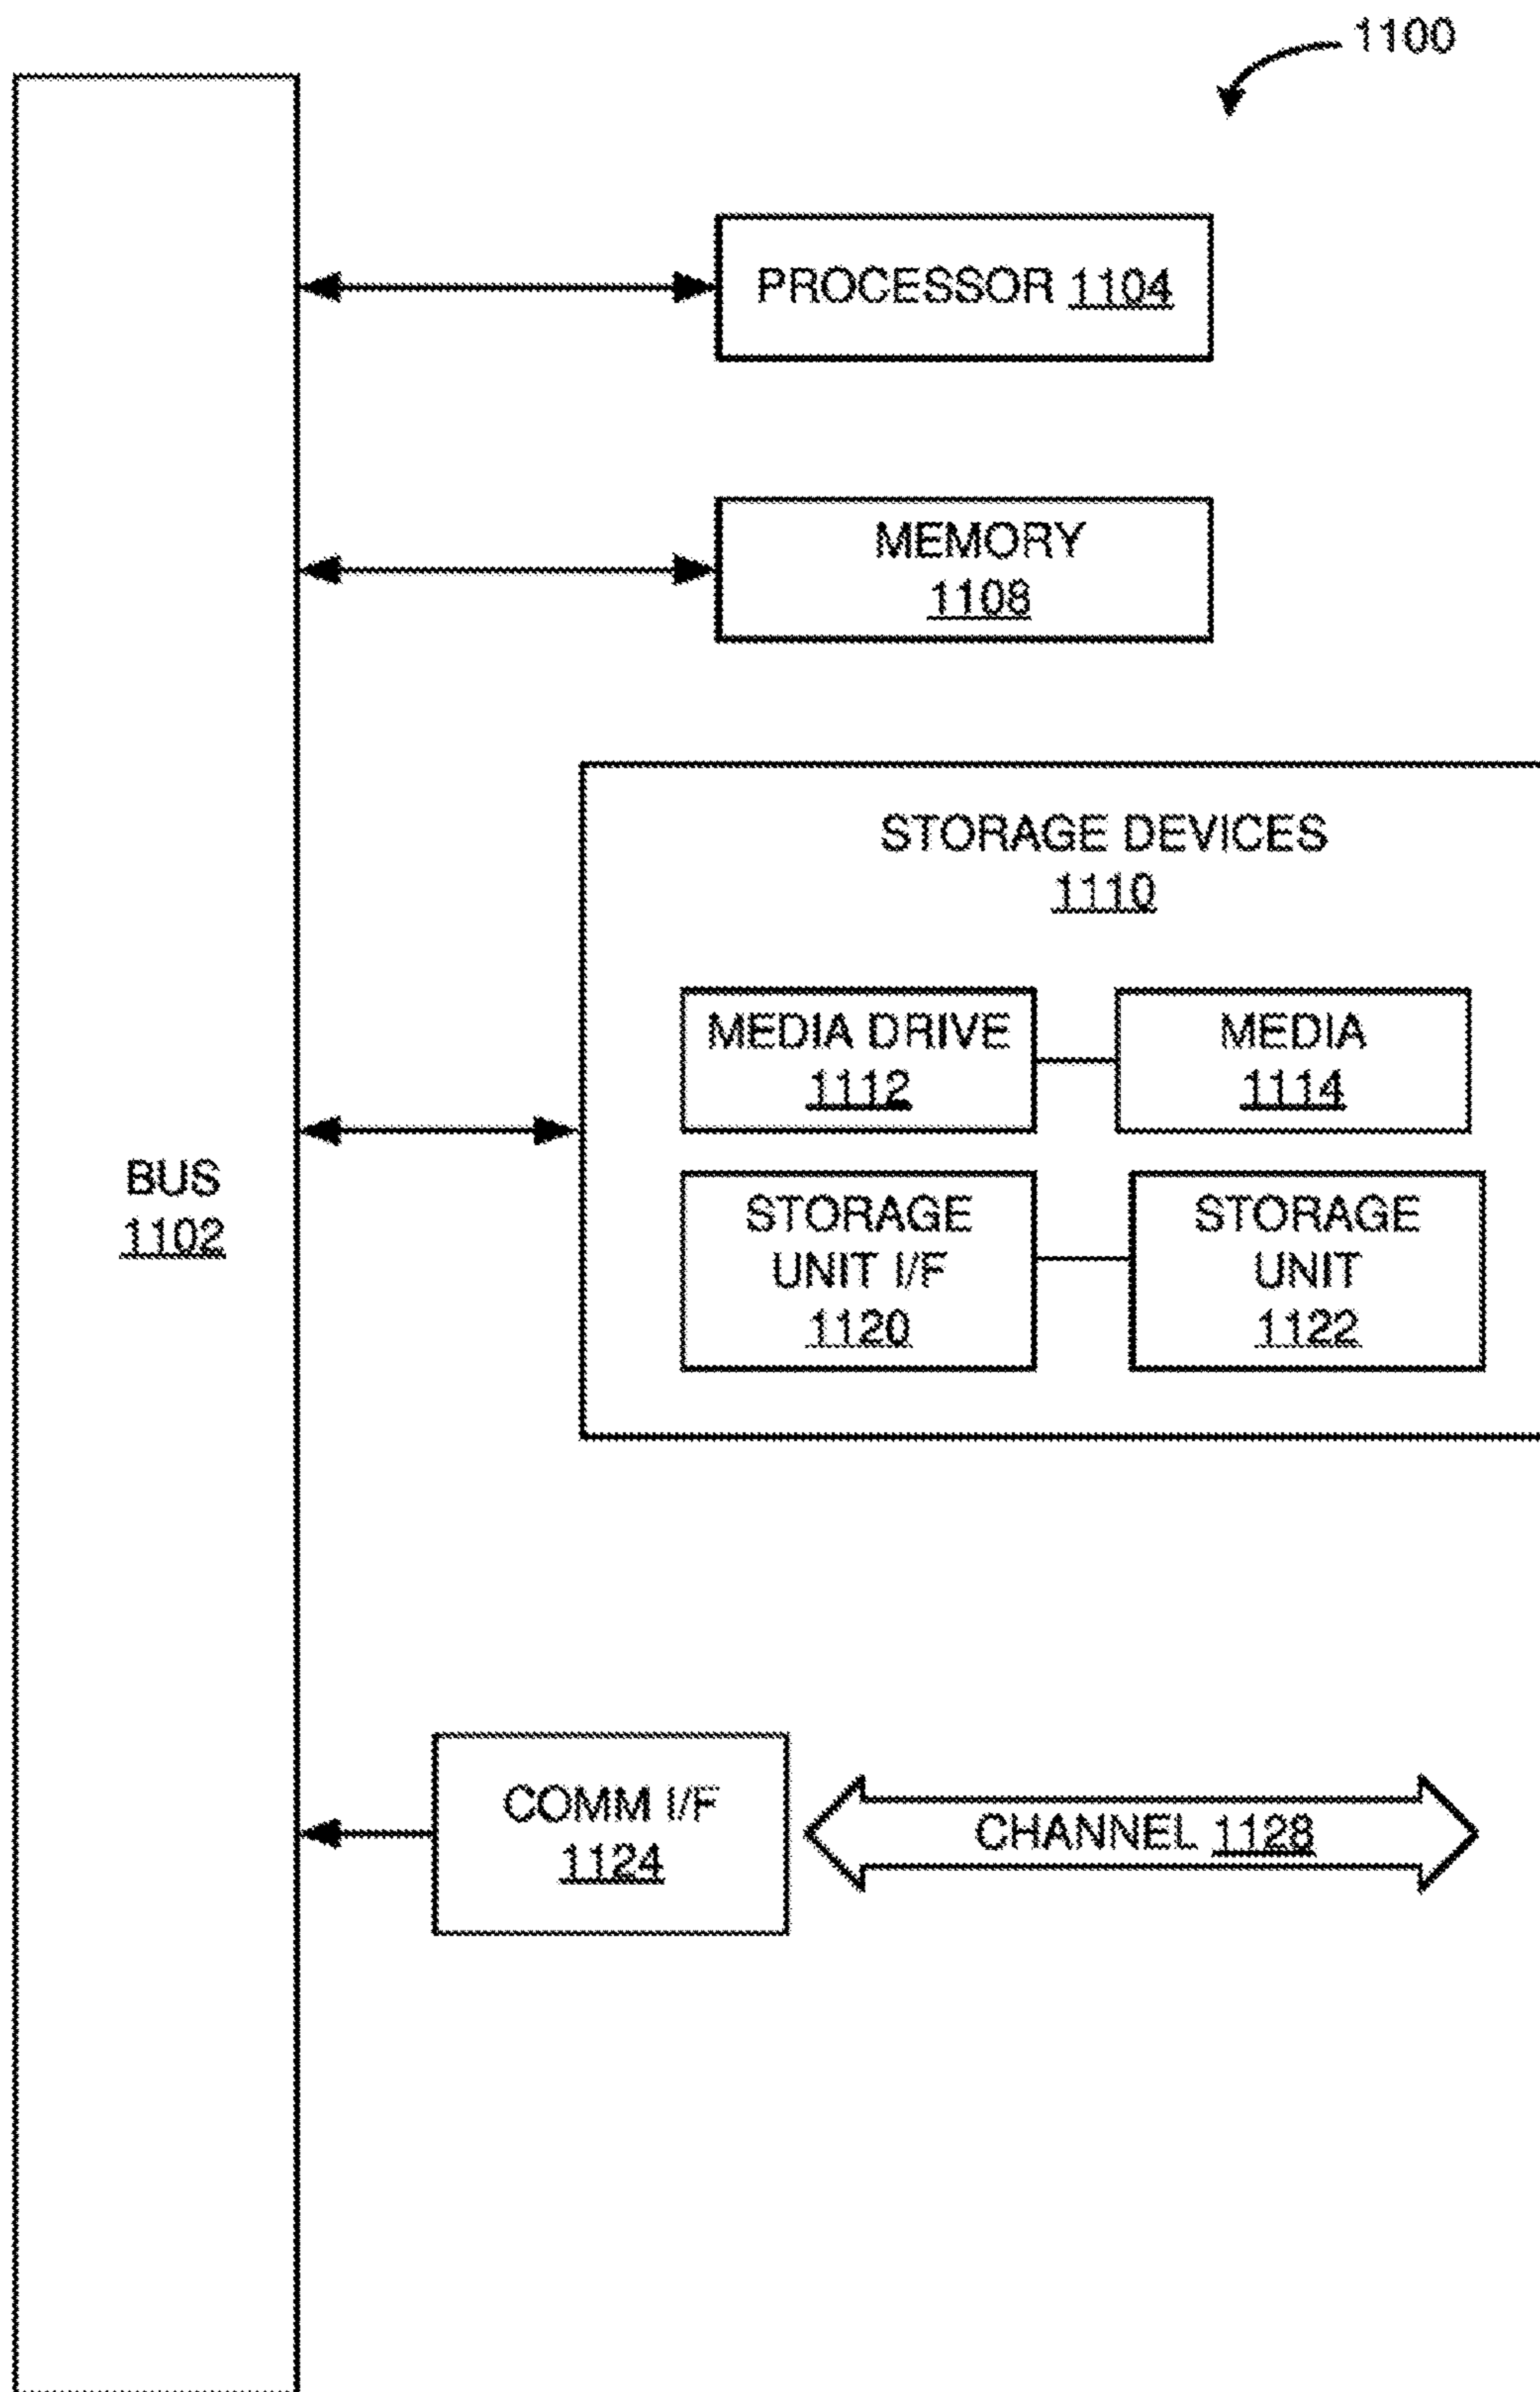 1100
PROCESSOR 1104
MEMORY
1108
STORAGE DEVICES
1110
MEDIA DRIVE
1112
MEDIA
1114
BUS
1102
STORAGE
UNIT I/F
1120
STORAGE
UNIT
1122
COMM I/F
1124
CHANNEL 1128